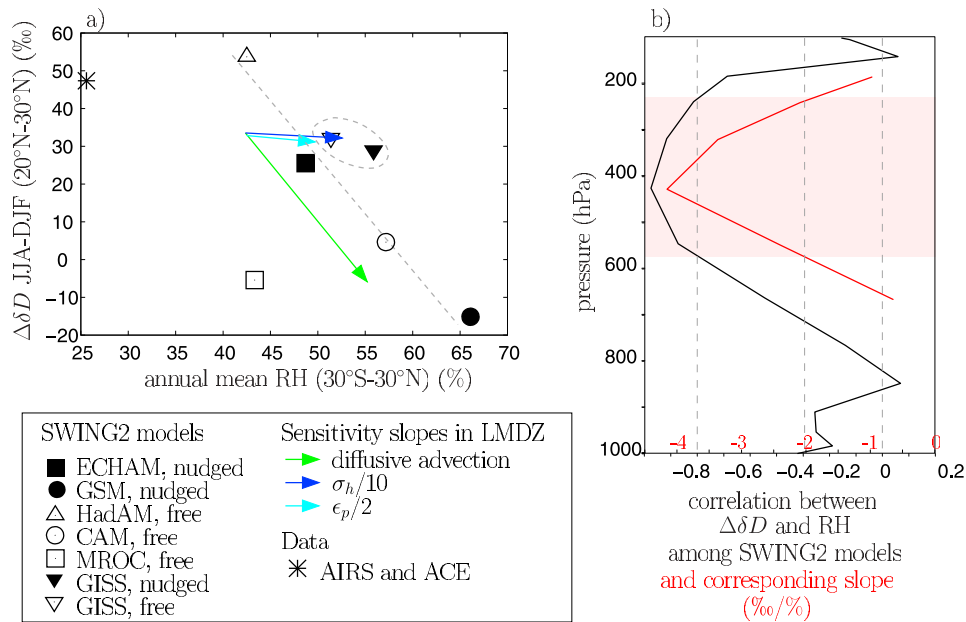 a)
ΔδD JJA-DJF (20°N-30°N) (‰)
60
50
40
30
20
10
0
-10
-20
25 30 35 40 45 50 55 60 65 70
annual mean RH (30°S-30°N) (%)
SWING2 models
ECHAM, nudged
GSM, nudged
HadAM, free
CAM, free
MROC, free
GISS, nudged
GISS, free
Sensitivity slopes in LMDZ
diffusive advection
σh/10
ϵp/2
Data
AIRS and ACE
b)
pressure (hPa)
200
400
600
800
1000
-4 -3 -2 -1 0
-0.8 -0.6 -0.4 -0.2 0 0.2
correlation between
ΔδD and RH
among SWING2 models
and corresponding slope
(‰/%)